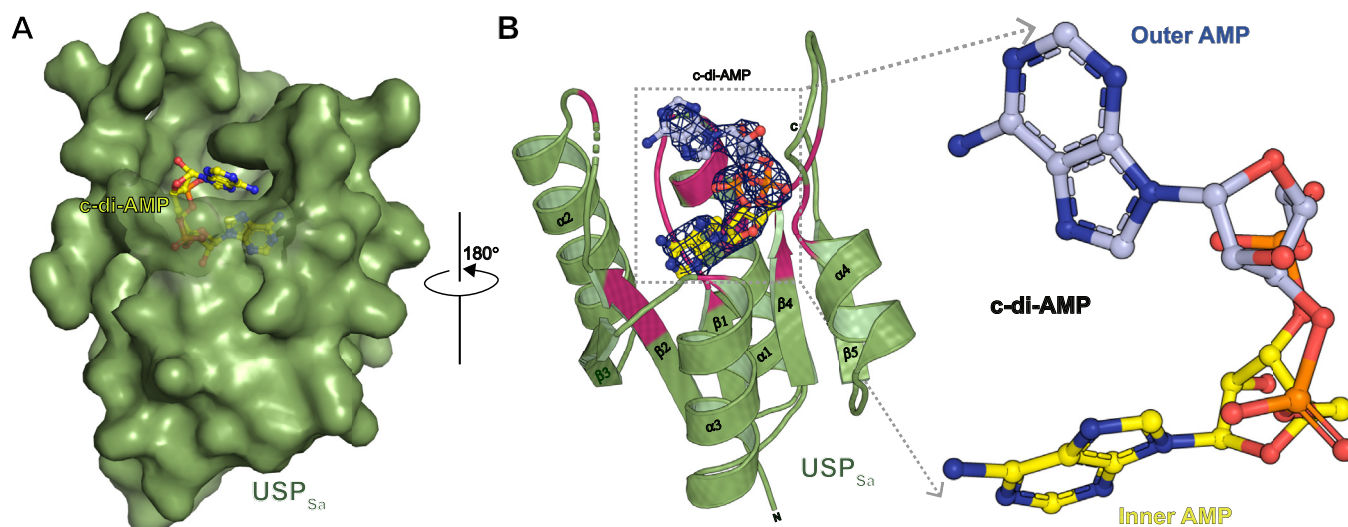 A
c-di-AMP
USPSa
180°
B
c-di-AMP
c
α2
α4
β1
β4
β2
α1
β5
β3
α3
USPSa
N
Outer AMP
c-di-AMP
Inner AMP